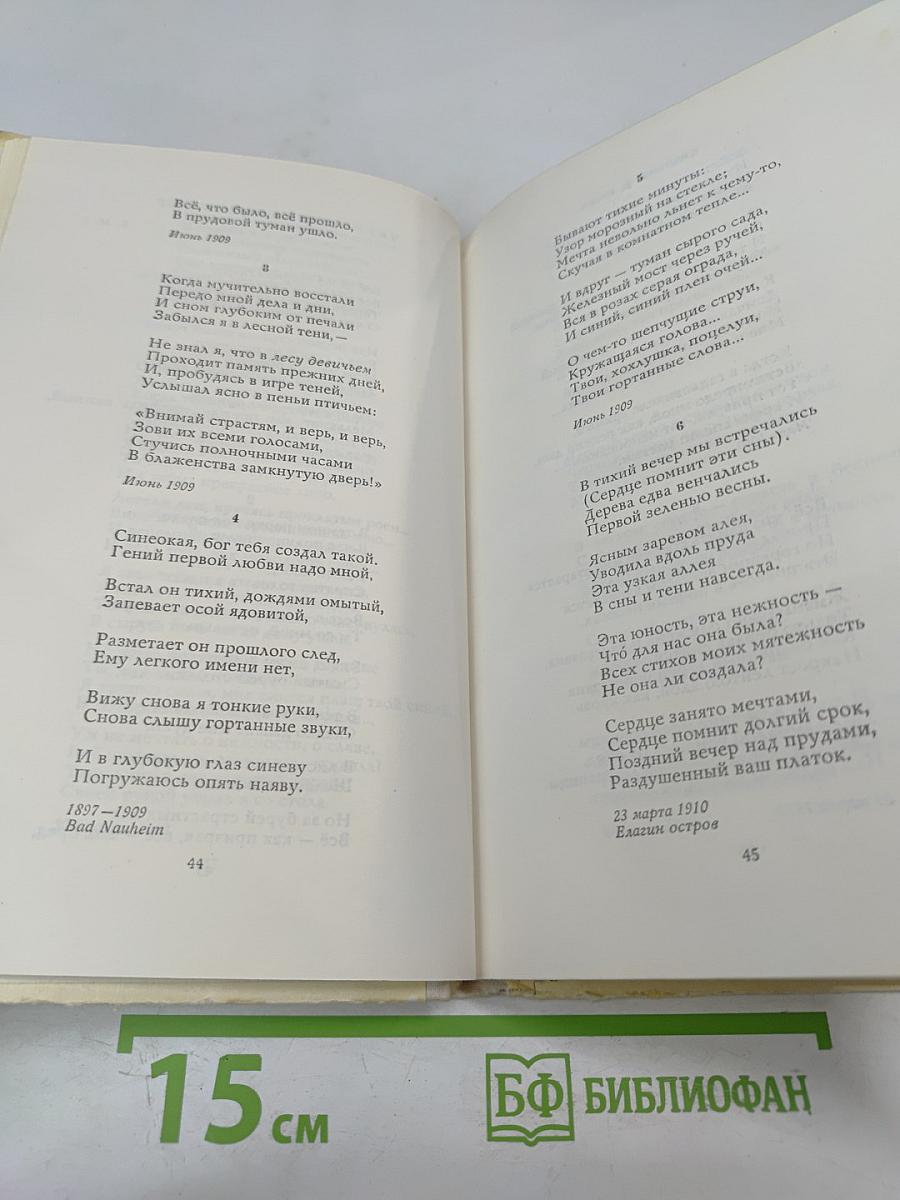 Всё, что было, всё прошло,
В прудовой туман ушло.
Июнь 1909
3
Когда мучительно восстали
Передо мной дела и дни,
И сном глубоким от печали
Забылся я в лесной тени,—
Не знал я, что в лесу девичьем
Проходит память прежних дней,
И, пробудясь в игре теней,
Услышал ясно в пеньи птичьем:
«Внимай страстям, и верь, и верь,
Зови их всеми голосами,
Стучись полночными часами
В блаженства замкнутую дверь!»
Июнь 1909
4
Синеокая, бог тебя создал такой.
Гений первой любви надо мной,
Встал он тихий, дождями омытый,
Запевает осой ядовитой,
Разметает он прошлого след,
Ему легкого имени нет,
Вижу снова я тонкие руки,
Снова слышу гортанные звуки,
И в глубокую глаз синеву
Погружаюсь опять наяву.
1897—1909
Bad Nauheim
44
5
Бывают тихие минуты:
Узор морозный на стекле;
Мечта невольно льнет к чему-то,
Скучая в комнатном тепле...
И вдруг — туман сырого сада,
Железный мост через ручей,
Вся в розах серая ограда,
И синий, синий плен очей...
О чем-то шепчущие струи,
Кружащаяся голова...
Твои, хохлушка, поцелуи,
Твои гортанные слова...
Июнь 1909
6
В тихий вечер мы встречались
(Сердце помнит эти сны).
Дерева едва венчались
Первой зеленью весны.
Ясным заревом алея,
Уводила вдоль пруда
Эта узкая аллея
В сны и тени навсегда.
Эта юность, эта нежность —
Что́ для нас она была?
Всех стихов моих мятежность
Не она ли создала?
Сердце занято мечтами,
Сердце помнит долгий срок,
Поздний вечер над прудами,
Раздушенный ваш платок.
23 марта 1910
Елагин остров
45
15 см
БФ БИБЛИОФАН